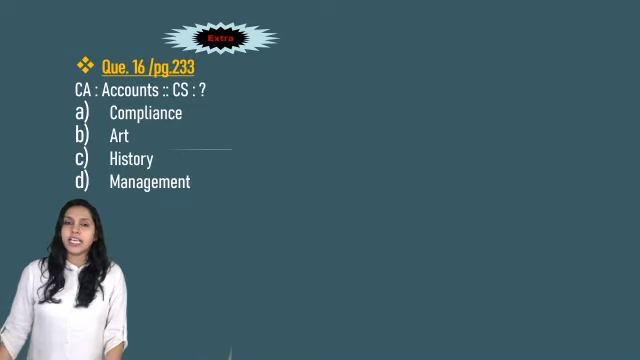 Extra
❖ Que. 16 /pg.233
CA : Accounts :: CS : ?
a) Compliance
b) Art
c) History
d) Management